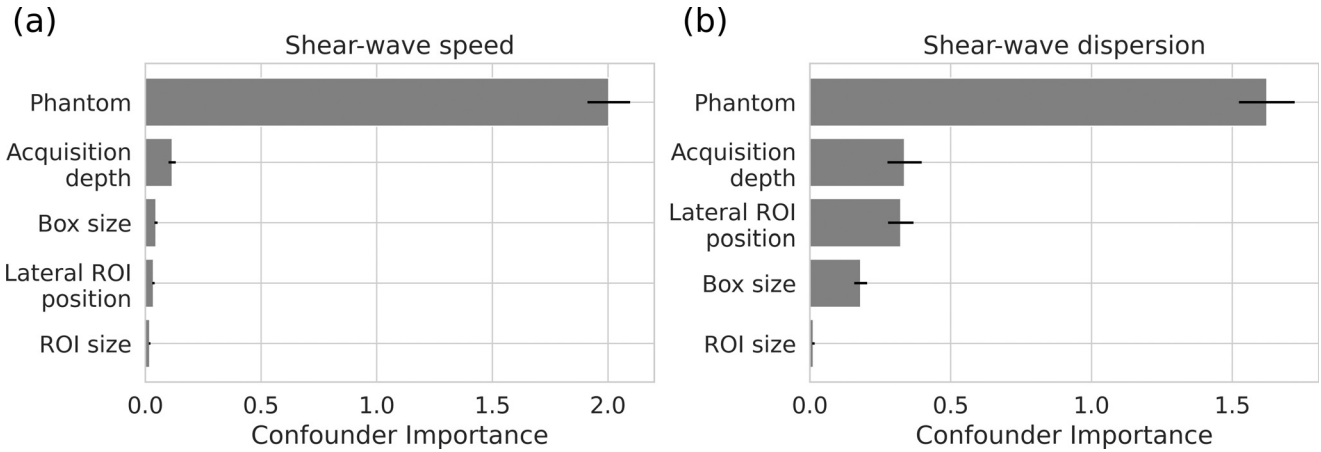 (a)
Shear-wave speed
Phantom
Acquisition
depth
Box size
Lateral ROI
position
ROI size
0.0 0.5 1.0 1.5 2.0
Confounder Importance
(b)
Shear-wave dispersion
Phantom
Acquisition
depth
Lateral ROI
position
Box size
ROI size
0.0 0.5 1.0 1.5
Confounder Importance